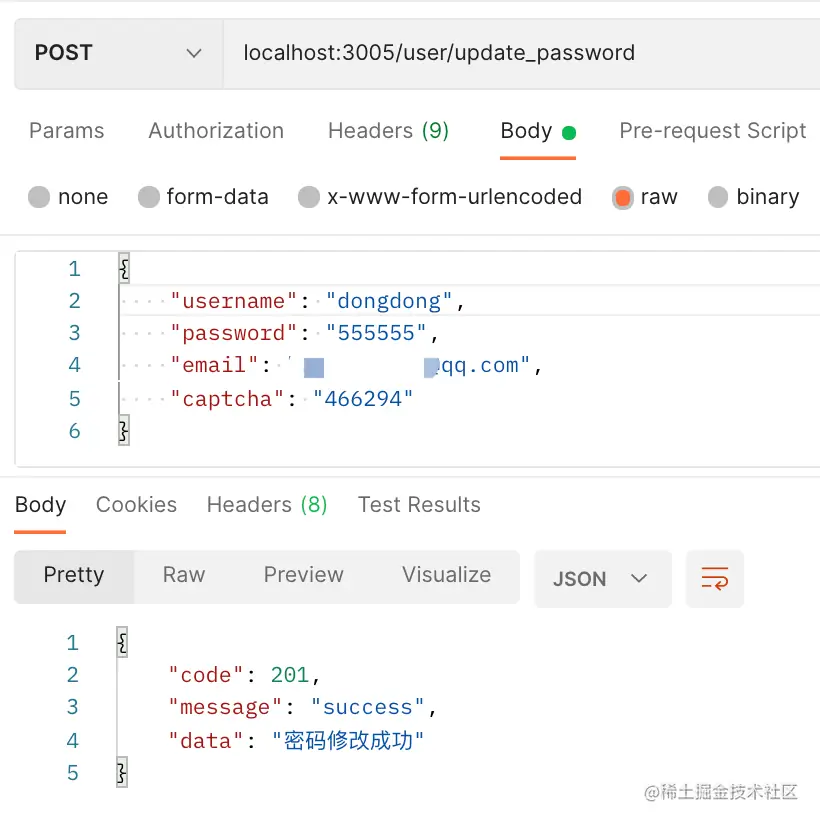 POST localhost:3005/user/update_password
Params Authorization Headers (9) Body Pre-request Script
none form-data x-www-form-urlencoded raw binary
1 {
2 "username": "dongdong",
3 "password": "555555",
4 "email": qq.com",
5 "captcha": "466294"
6 }
Body Cookies Headers (8) Test Results
Pretty Raw Preview Visualize JSON
1 {
2 "code": 201,
3 "message": "success",
4 "data": "密码修改成功"
5 }
@稀土掘金技术社区